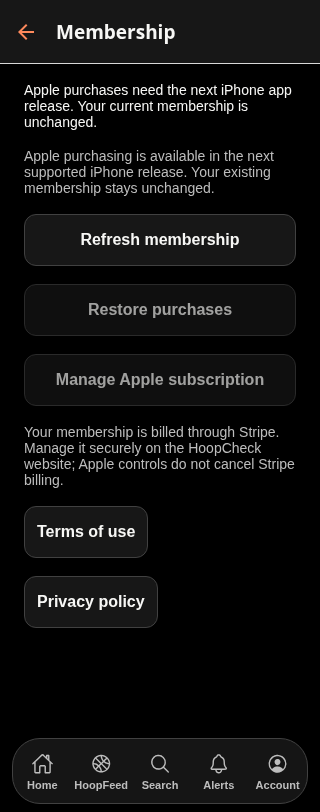 Membership
Apple purchases need the next iPhone app
release. Your current membership is
unchanged.
Apple purchasing is available in the next
supported iPhone release. Your existing
membership stays unchanged.
Refresh membership
Restore purchases
Manage Apple subscription
Your membership is billed through Stripe.
Manage it securely on the HoopCheck
website; Apple controls do not cancel Stripe
billing.
Terms of use
Privacy policy
Home HoopFeed Search Alerts Account